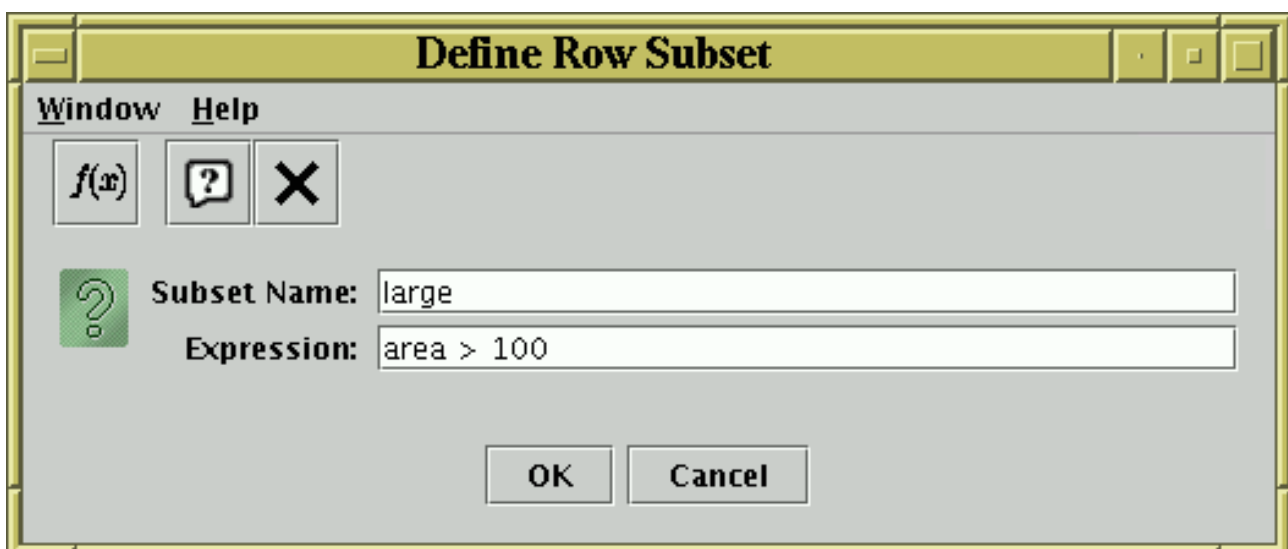 Define Row Subset
Window Help
f(x) ?
Subset Name: large
Expression: area > 100
OK Cancel